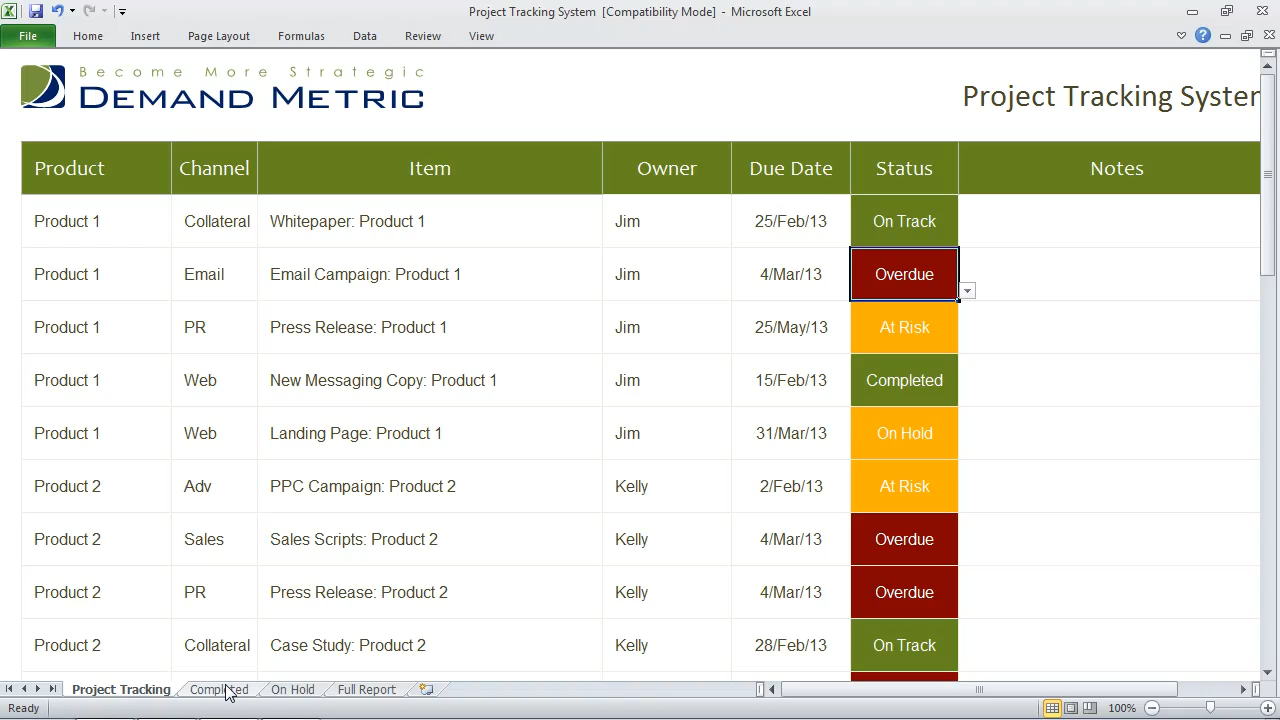 Project Tracking System [Compatibility Mode] - Microsoft Excel
File Home Insert Page Layout Formulas Data Review View
Become More Strategic
DEMAND METRIC
Project Tracking System
Product Channel Item Owner Due Date Status Notes
Product 1 Collateral Whitepaper: Product 1 Jim 25/Feb/13 On Track
Product 1 Email Email Campaign: Product 1 Jim 4/Mar/13 Overdue
Product 1 PR Press Release: Product 1 Jim 25/May/13 At Risk
Product 1 Web New Messaging Copy: Product 1 Jim 15/Feb/13 Completed
Product 1 Web Landing Page: Product 1 Jim 31/Mar/13 On Hold
Product 2 Adv PPC Campaign: Product 2 Kelly 2/Feb/13 At Risk
Product 2 Sales Sales Scripts: Product 2 Kelly 4/Mar/13 Overdue
Product 2 PR Press Release: Product 2 Kelly 4/Mar/13 Overdue
Product 2 Collateral Case Study: Product 2 Kelly 28/Feb/13 On Track
Project Tracking Completed On Hold Full Report
Ready 100%